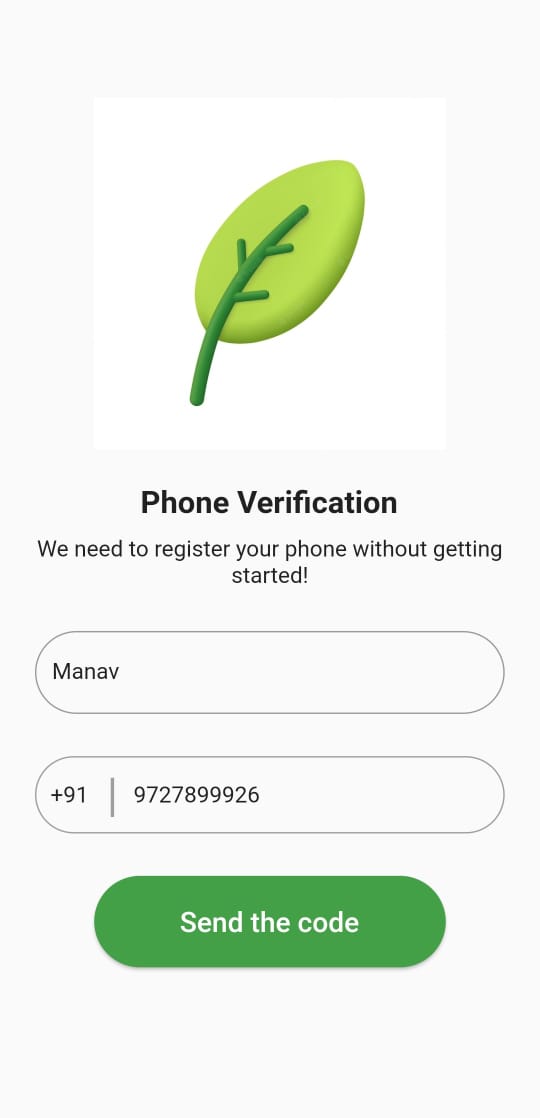 Phone Verification
We need to register your phone without getting
started!
Manav
+91 | 9727899926
Send the code